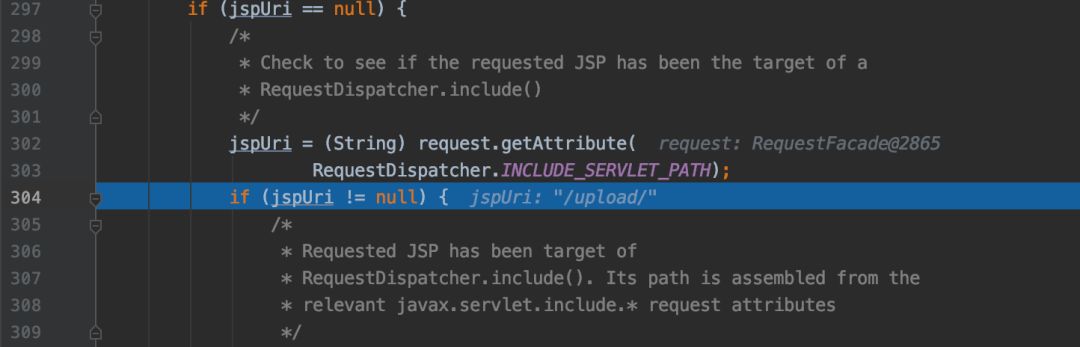 297 if (jspUri == null) {
298 /*
299 * Check to see if the requested JSP has been the target of a
300 * RequestDispatcher.include()
301 */
302 jspUri = (String) request.getAttribute( request: RequestFacade@2865
303 RequestDispatcher.INCLUDE_SERVLET_PATH);
304 if (jspUri != null) { jspUri: "/upload/"
305 /*
306 * Requested JSP has been target of
307 * RequestDispatcher.include(). Its path is assembled from the
308 * relevant javax.servlet.include.* request attributes
309 */